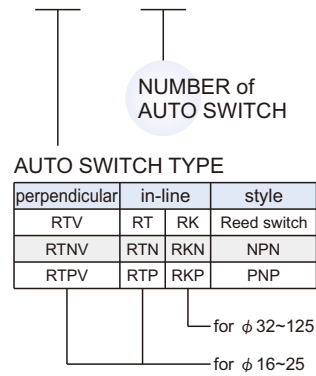 NUMBER of
AUTO SWITCH
AUTO SWITCH TYPE
perpendicular in-line style
RTV RT RK Reed switch
RTNV RTN RKN NPN
RTPV RTP RKP PNP
for φ 32~125
for φ 16~25